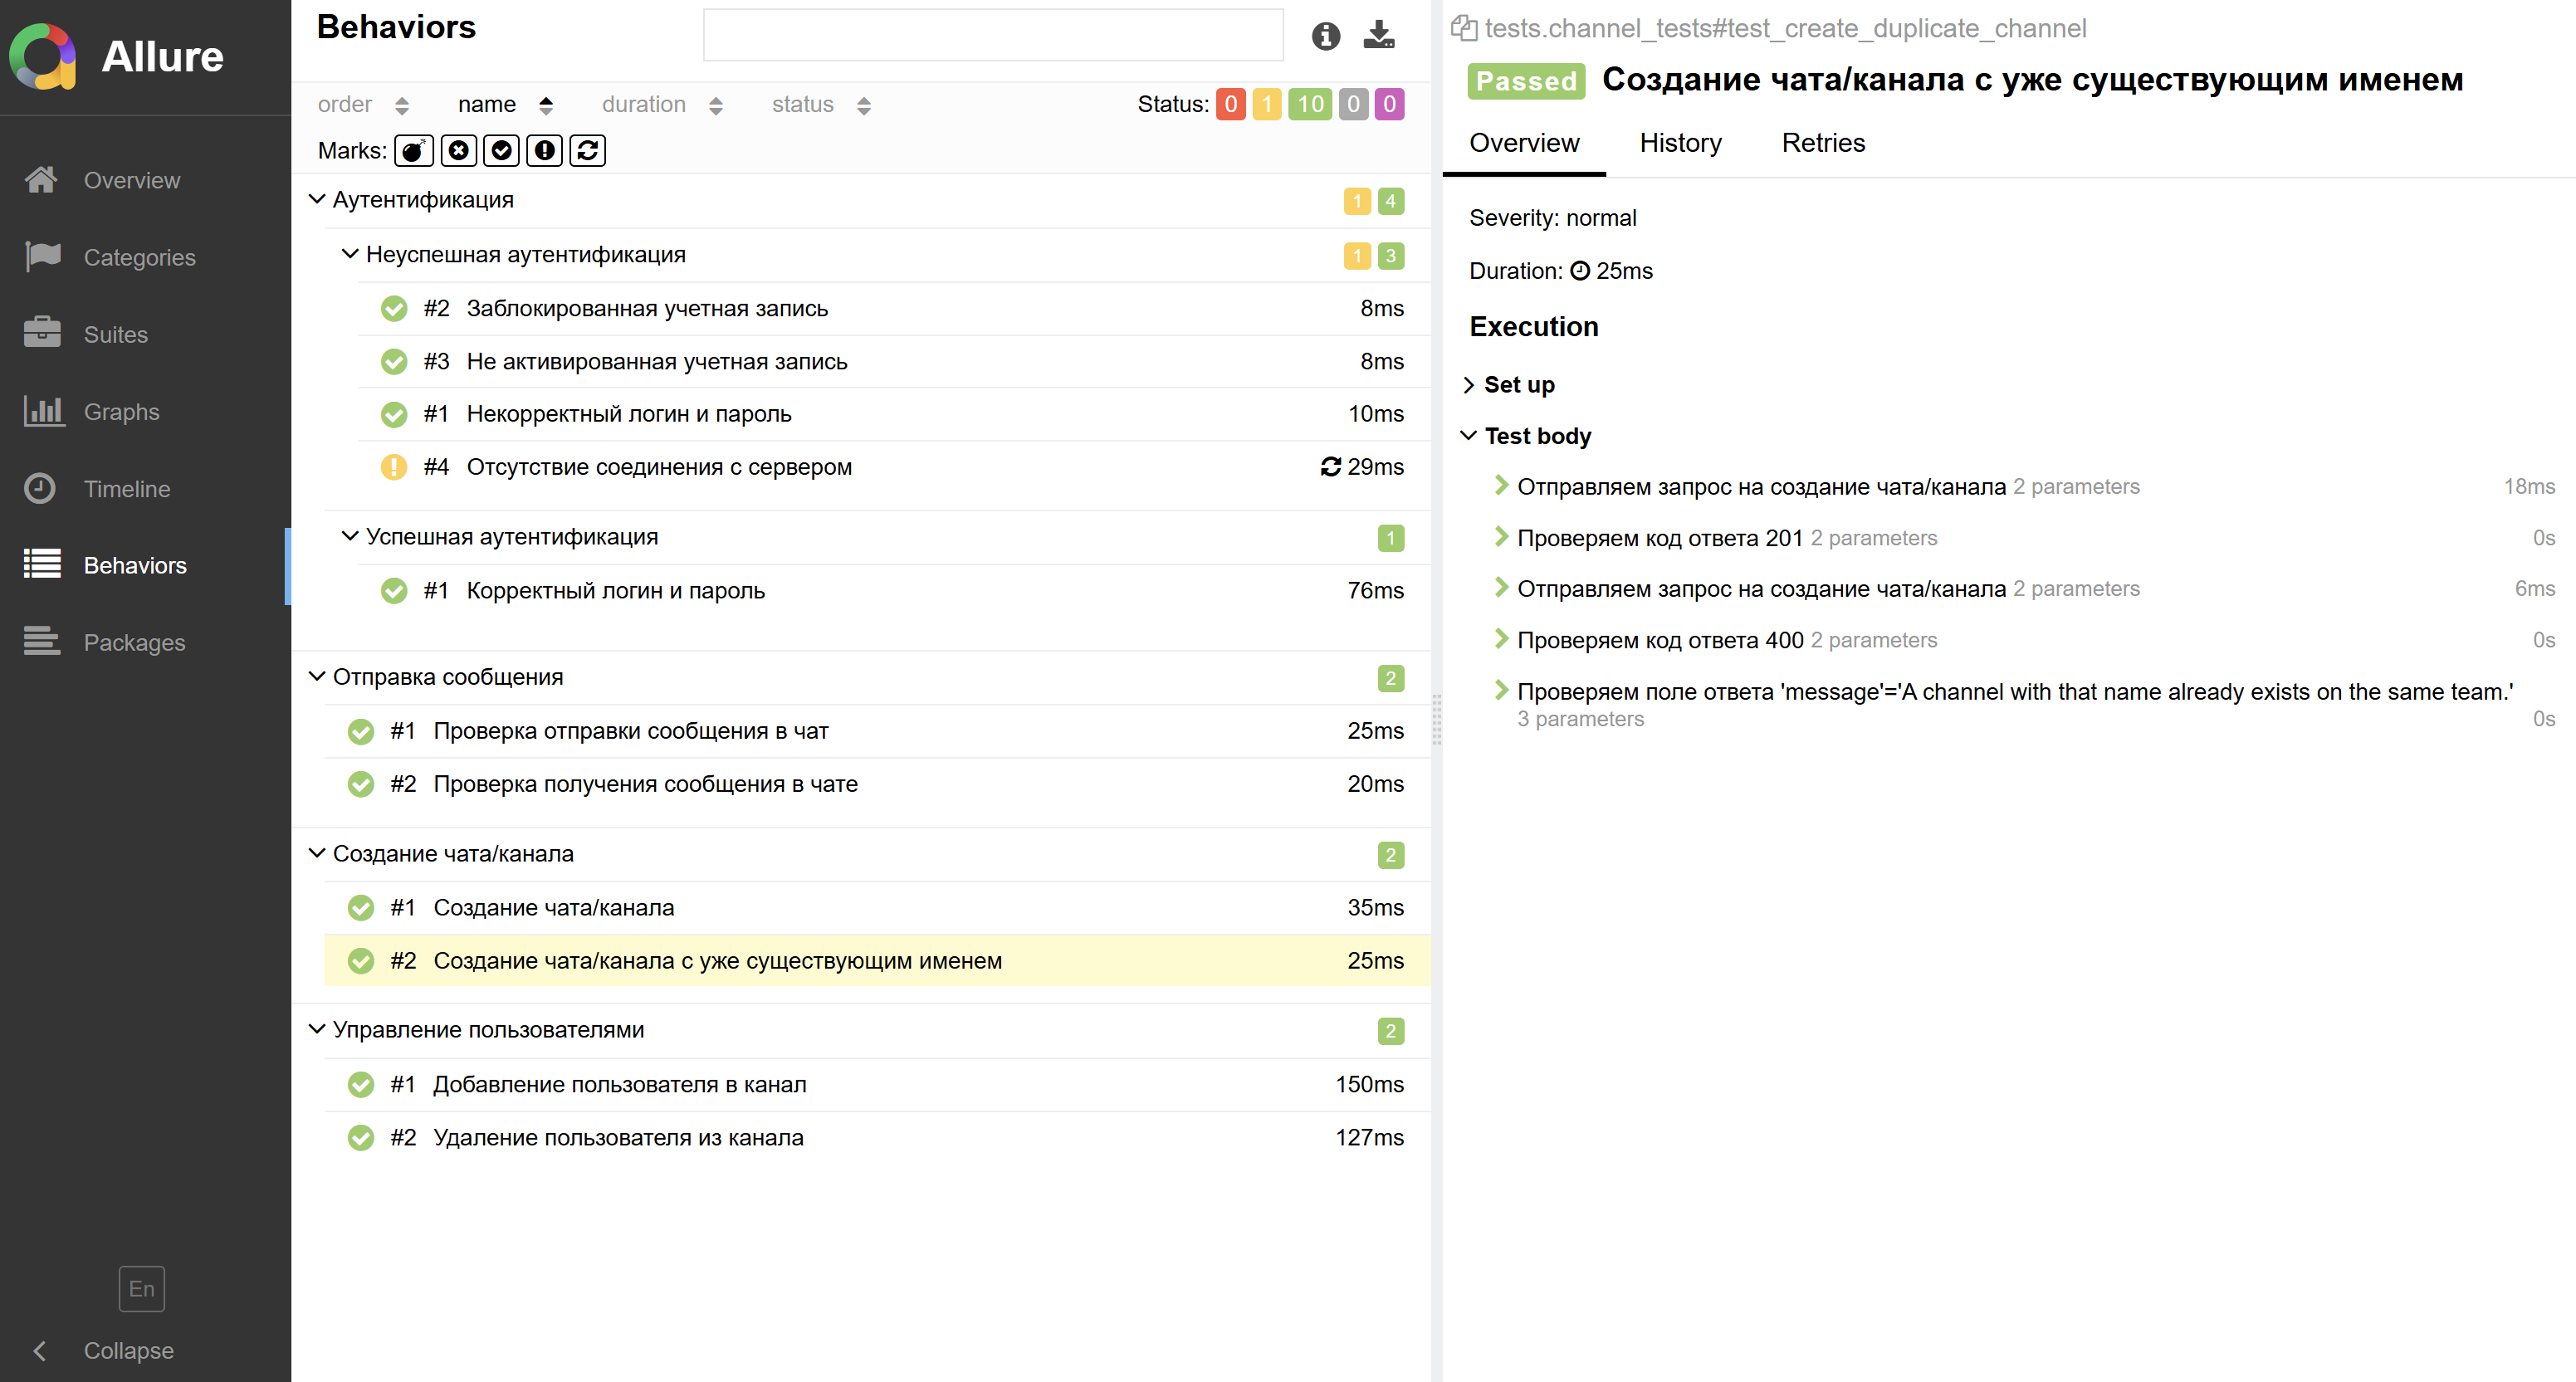 Allure
Overview
Categories
Suites
Graphs
Timeline
Behaviors
Packages
En
Collapse
Behaviors
order name duration status Status: 0 1 10 0 0
Marks:
Аутентификация 1 4
Неуспешная аутентификация 1 3
#2 Заблокированная учетная запись 8ms
#3 Не активированная учетная запись 8ms
#1 Некорректный логин и пароль 10ms
#4 Отсутствие соединения с сервером 29ms
Успешная аутентификация 1
#1 Корректный логин и пароль 76ms
Отправка сообщения 2
#1 Проверка отправки сообщения в чат 25ms
#2 Проверка получения сообщения в чате 20ms
Создание чата/канала 2
#1 Создание чата/канала 35ms
#2 Создание чата/канала с уже существующим именем 25ms
Управление пользователями 2
#1 Добавление пользователя в канал 150ms
#2 Удаление пользователя из канала 127ms
tests.channel_tests#test_create_duplicate_channel
Passed Создание чата/канала с уже существующим именем
Overview History Retries
Severity: normal
Duration: 25ms
Execution
Set up
Test body
Отправляем запрос на создание чата/канала 2 parameters 18ms
Проверяем код ответа 201 2 parameters 0s
Отправляем запрос на создание чата/канала 2 parameters 6ms
Проверяем код ответа 400 2 parameters 0s
Проверяем поле ответа 'message'='A channel with that name already exists on the same team.'
3 parameters 0s